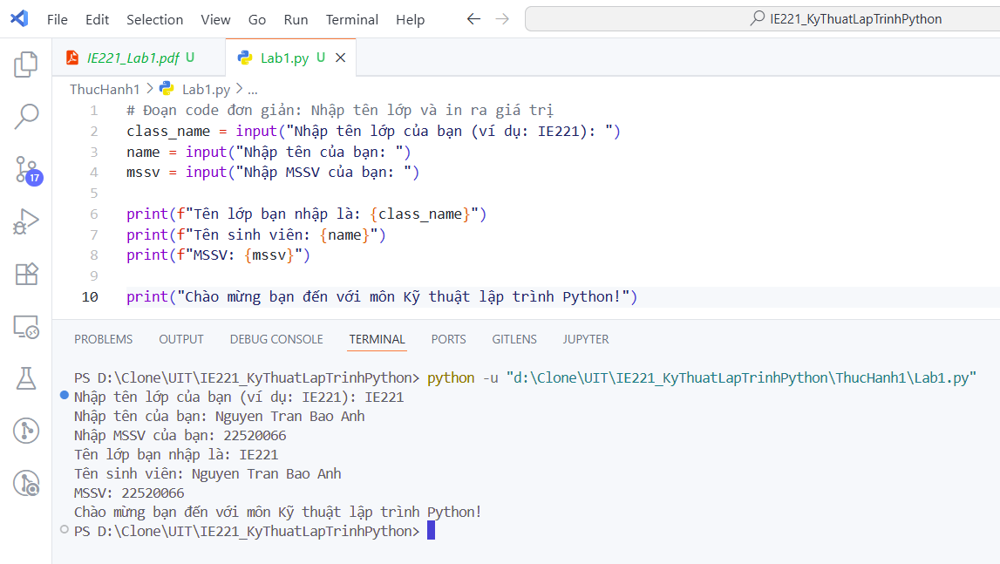 File Edit Selection View Go Run Terminal Help IE221_KyThuatLapTrinhPython
IE221_Lab1.pdf U Lab1.py U
ThucHanh1 > Lab1.py > ...
1 # Đoạn code đơn giản: Nhập tên lớp và in ra giá trị
2 class_name = input("Nhập tên lớp của bạn (ví dụ: IE221): ")
3 name = input("Nhập tên của bạn: ")
4 mssv = input("Nhập MSSV của bạn: ")
5
6 print(f"Tên lớp bạn nhập là: {class_name}")
7 print(f"Tên sinh viên: {name}")
8 print(f"MSSV: {mssv}")
9
10 print("Chào mừng bạn đến với môn Kỹ thuật lập trình Python!")
17
PROBLEMS OUTPUT DEBUG CONSOLE TERMINAL PORTS GITLENS JUPYTER
PS D:\Clone\UIT\IE221_KyThuatLapTrinhPython> python -u "d:\Clone\UIT\IE221_KyThuatLapTrinhPython\ThucHanh1\Lab1.py"
Nhập tên lớp của bạn (ví dụ: IE221): IE221
Nhập tên của bạn: Nguyen Tran Bao Anh
Nhập MSSV của bạn: 22520066
Tên lớp bạn nhập là: IE221
Tên sinh viên: Nguyen Tran Bao Anh
MSSV: 22520066
Chào mừng bạn đến với môn Kỹ thuật lập trình Python!
PS D:\Clone\UIT\IE221_KyThuatLapTrinhPython>